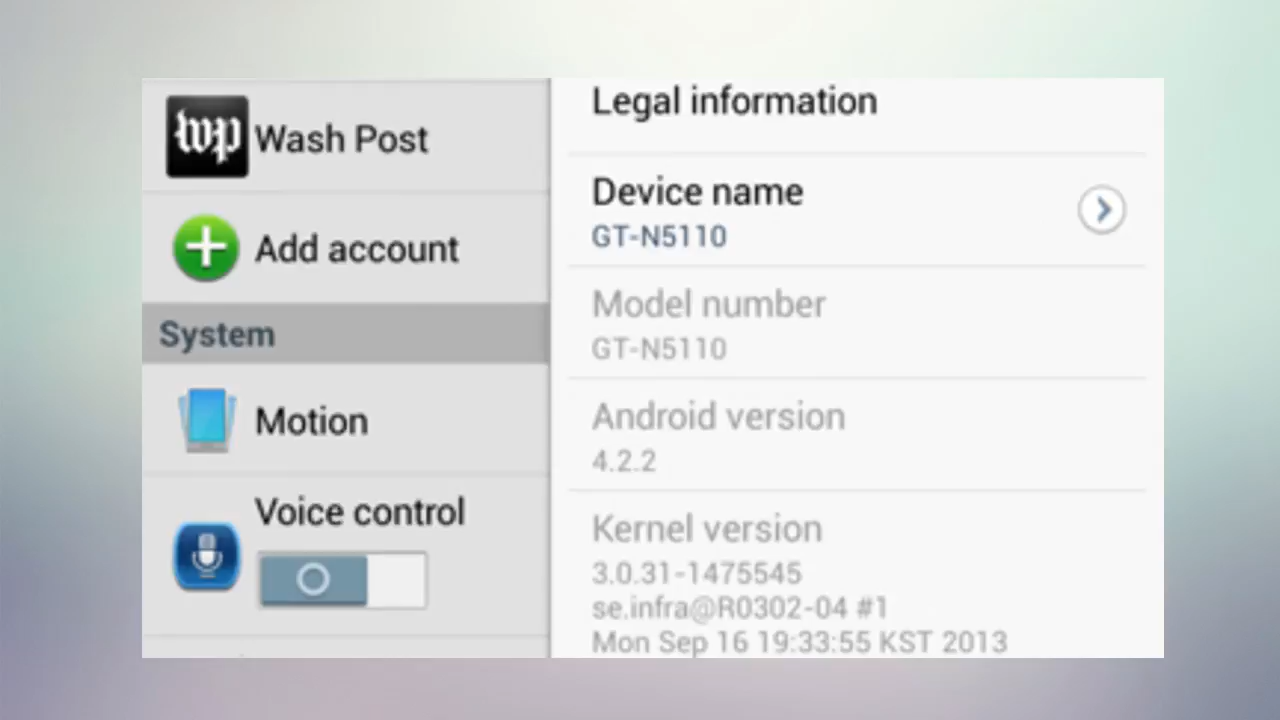 wp
Wash Post
Add account
System
Motion
Voice control
Legal information
Device name
GT-N5110
Model number
GT-N5110
Android version
4.2.2
Kernel version
3.0.31-1475545
se.infra@R0302-04 #1
Mon Sep 16 19:33:55 KST 2013